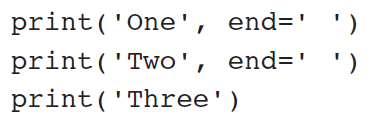 print('One', end=' ')
print('Two', end=' ')
print('Three')